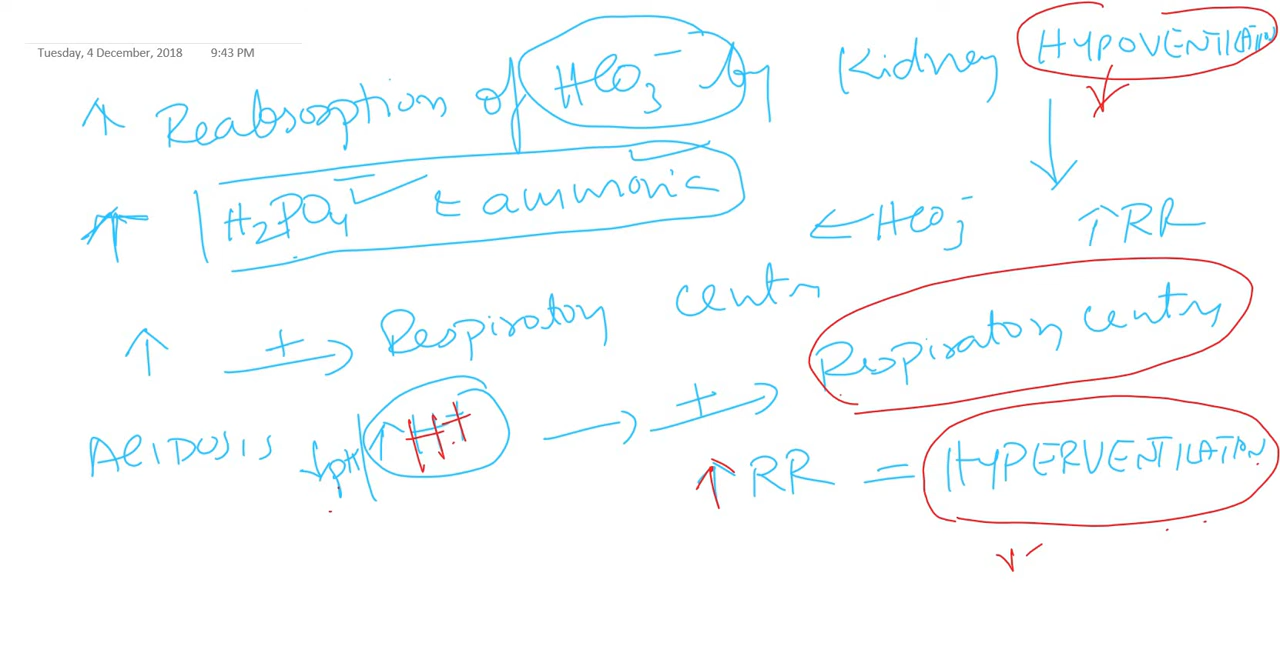 Tuesday, 4 December, 2018 9:43 PM
HYPOVENTILATION
↑ Reabsorption of HCO3⁻ by Kidney
↑ H2PO4⁻ & ammonia
← HCO3 ↑RR
↑ + → Respiratory centre
Respiratory centre
ACIDOSIS ↓pH/↑ H+ → + →
↑ RR = HYPERVENTILATION